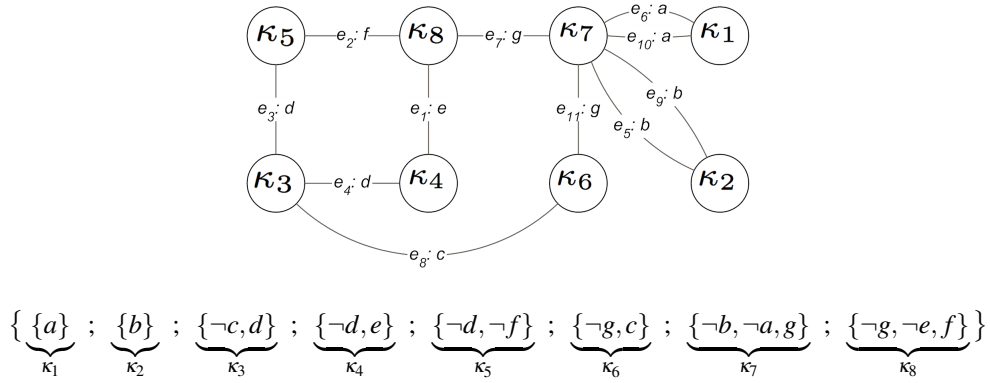 κ5 e2: f κ8 e7: g κ7 e6: a κ1
e10: a
e9: b
e3: d e1: e e11: g e5: b
κ3 e4: d κ4 κ6 κ2
e8: c
{ {a} ; {b} ; {¬c, d} ; {¬d, e} ; {¬d, ¬f} ; {¬g, c} ; {¬b, ¬a, g} ; {¬g, ¬e, f} }
κ1 κ2 κ3 κ4 κ5 κ6 κ7 κ8